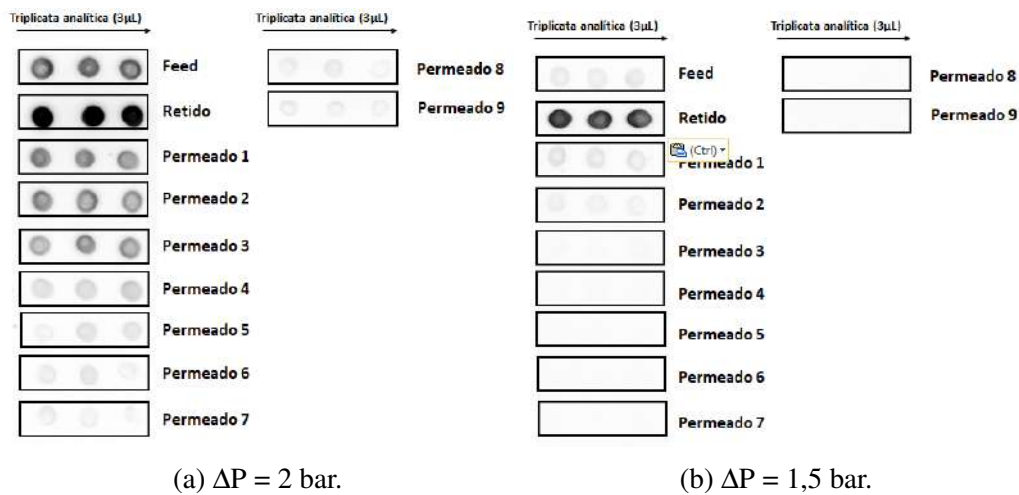 Triplicata analítica (3µL)
Feed
Retido
Permeado 1
Permeado 2
Permeado 3
Permeado 4
Permeado 5
Permeado 6
Permeado 7
Triplicata analítica (3µL)
Permeado 8
Permeado 9
(a) ΔP = 2 bar.
Triplicata analítica (3µL)
Feed
Retido
(Ctrl)
Permeado 1
Permeado 2
Permeado 3
Permeado 4
Permeado 5
Permeado 6
Permeado 7
Triplicata analítica (3µL)
Permeado 8
Permeado 9
(b) ΔP = 1,5 bar.